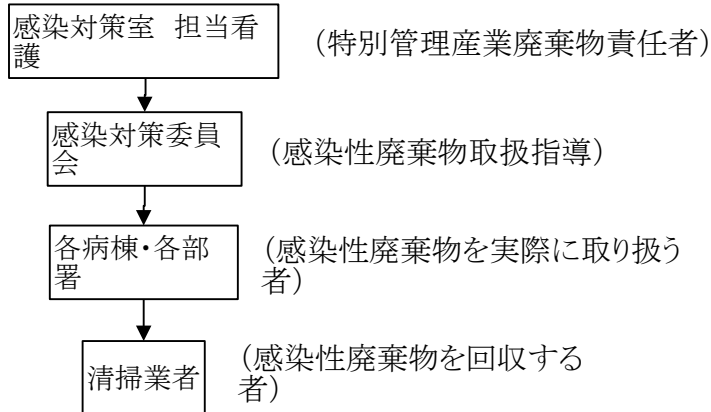 感染対策室　担当看
護
（特別管理産業廃棄物責任者）
感染対策委員
会
（感染性廃棄物取扱指導）
各病棟・各部
署
（感染性廃棄物を実際に取り扱う
者）
清掃業者
（感染性廃棄物を回収する
者）